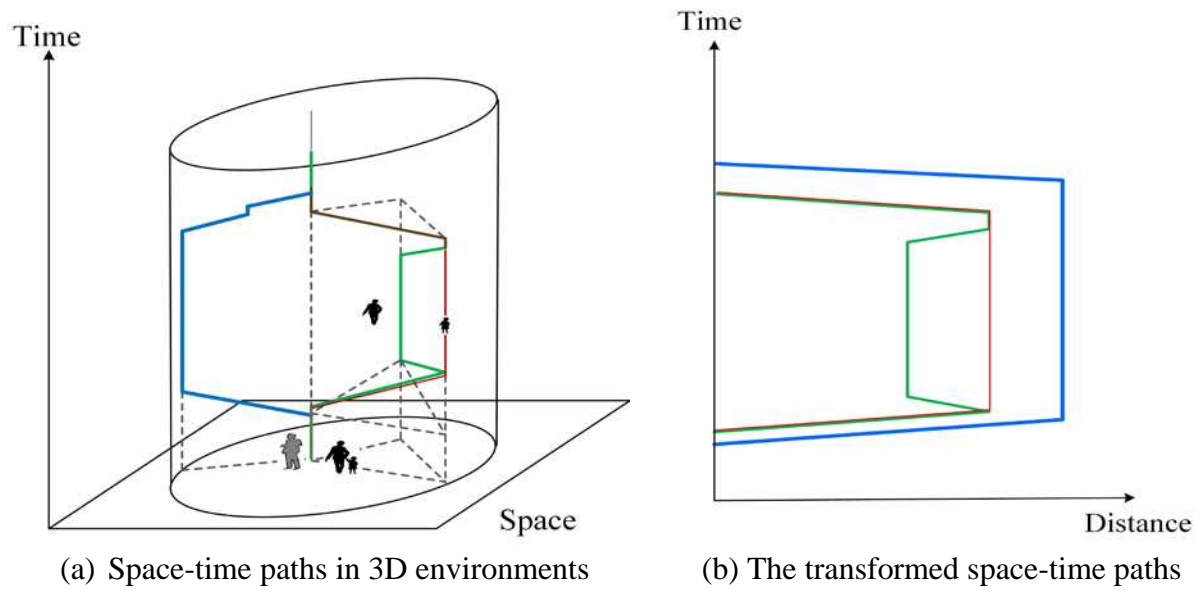 Time
Space
(a) Space-time paths in 3D environments
Time
Distance
(b) The transformed space-time paths